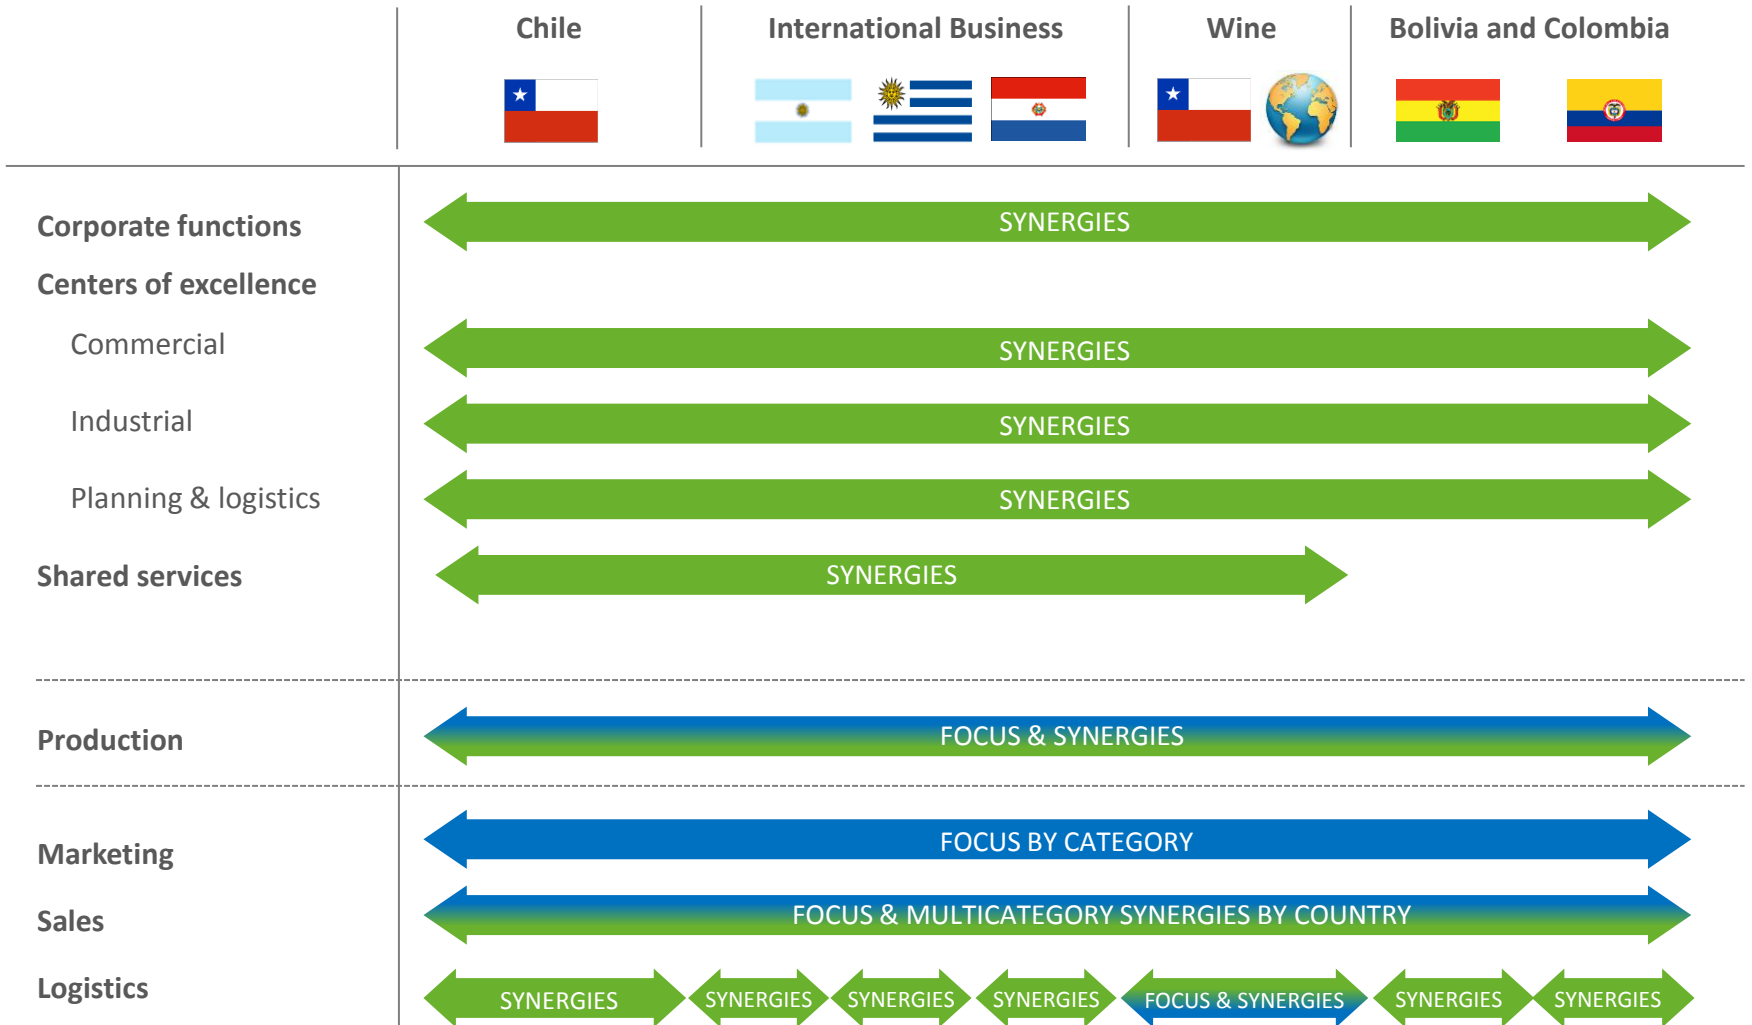 Chile
International Business
Wine
Bolivia and Colombia
Corporate functions
SYNERGIES
Centers of excellence
Commercial
SYNERGIES
Industrial
SYNERGIES
Planning & logistics
SYNERGIES
Shared services
SYNERGIES
Production
FOCUS & SYNERGIES
Marketing
FOCUS BY CATEGORY
Sales
FOCUS & MULTICATEGORY SYNERGIES BY COUNTRY
Logistics
SYNERGIES
SYNERGIES
SYNERGIES
SYNERGIES
FOCUS & SYNERGIES
SYNERGIES
SYNERGIES